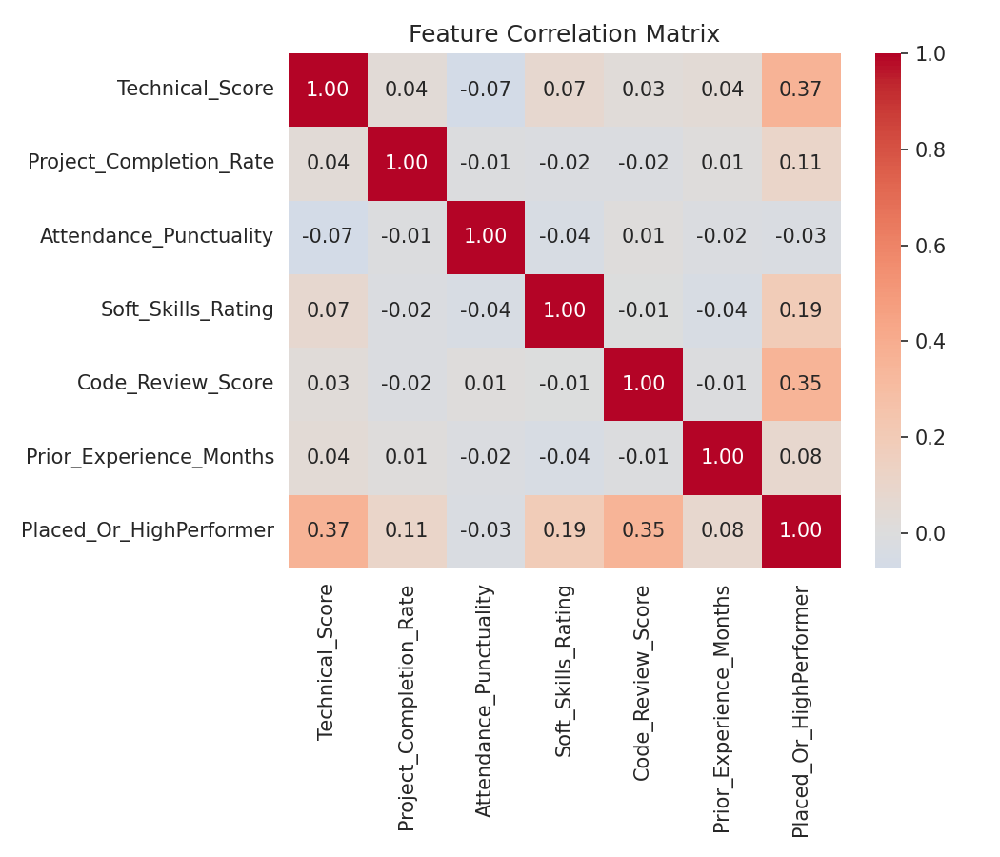 Feature Correlation Matrix
Technical_Score 1.00 0.04 -0.07 0.07 0.03 0.04 0.37
Project_Completion_Rate 0.04 1.00 -0.01 -0.02 -0.02 0.01 0.11
Attendance_Punctuality -0.07 -0.01 1.00 -0.04 0.01 -0.02 -0.03
Soft_Skills_Rating 0.07 -0.02 -0.04 1.00 -0.01 -0.04 0.19
Code_Review_Score 0.03 -0.02 0.01 -0.01 1.00 -0.01 0.35
Prior_Experience_Months 0.04 0.01 -0.02 -0.04 -0.01 1.00 0.08
Placed_Or_HighPerformer 0.37 0.11 -0.03 0.19 0.35 0.08 1.00
Technical_Score
Project_Completion_Rate
Attendance_Punctuality
Soft_Skills_Rating
Code_Review_Score
Prior_Experience_Months
Placed_Or_HighPerformer
1.0
0.8
0.6
0.4
0.2
0.0